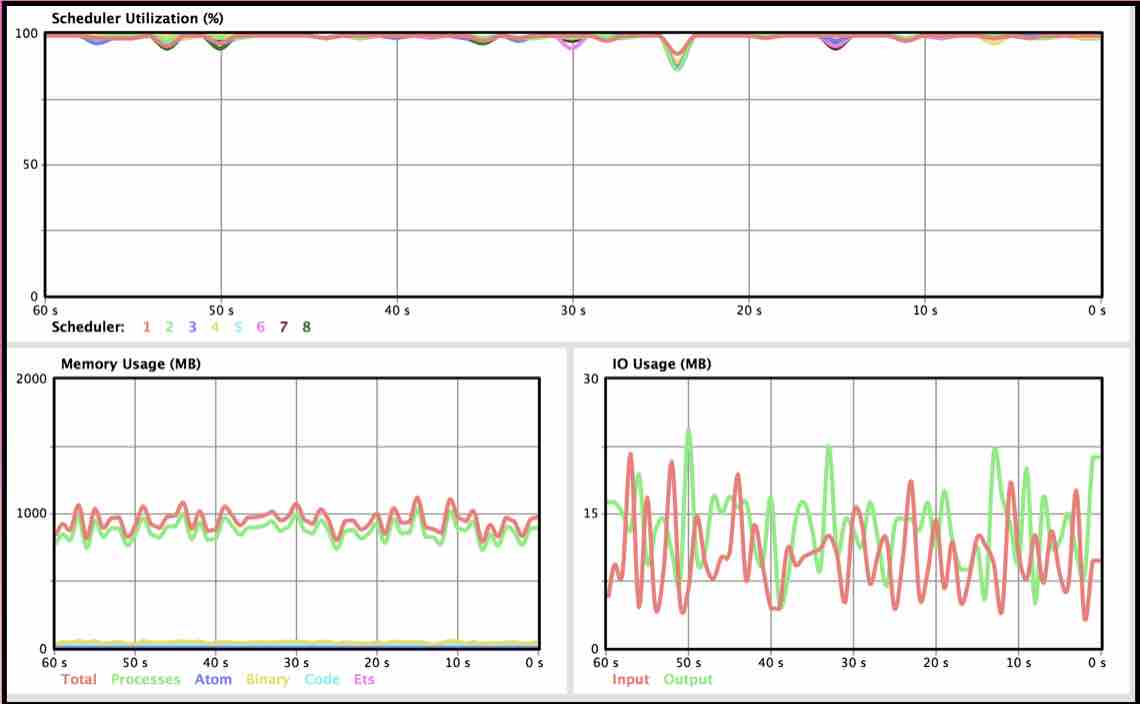 Scheduler Utilization (%)
100
50
0
60 s 50 s 40 s 30 s 20 s 10 s 0 s
Scheduler: 1 2 3 4 5 6 7 8
Memory Usage (MB)
2000
1000
0
60 s 50 s 40 s 30 s 20 s 10 s 0 s
Total Processes Atom Binary Code Ets
IO Usage (MB)
30
15
0
60 s 50 s 40 s 30 s 20 s 10 s 0 s
Input Output